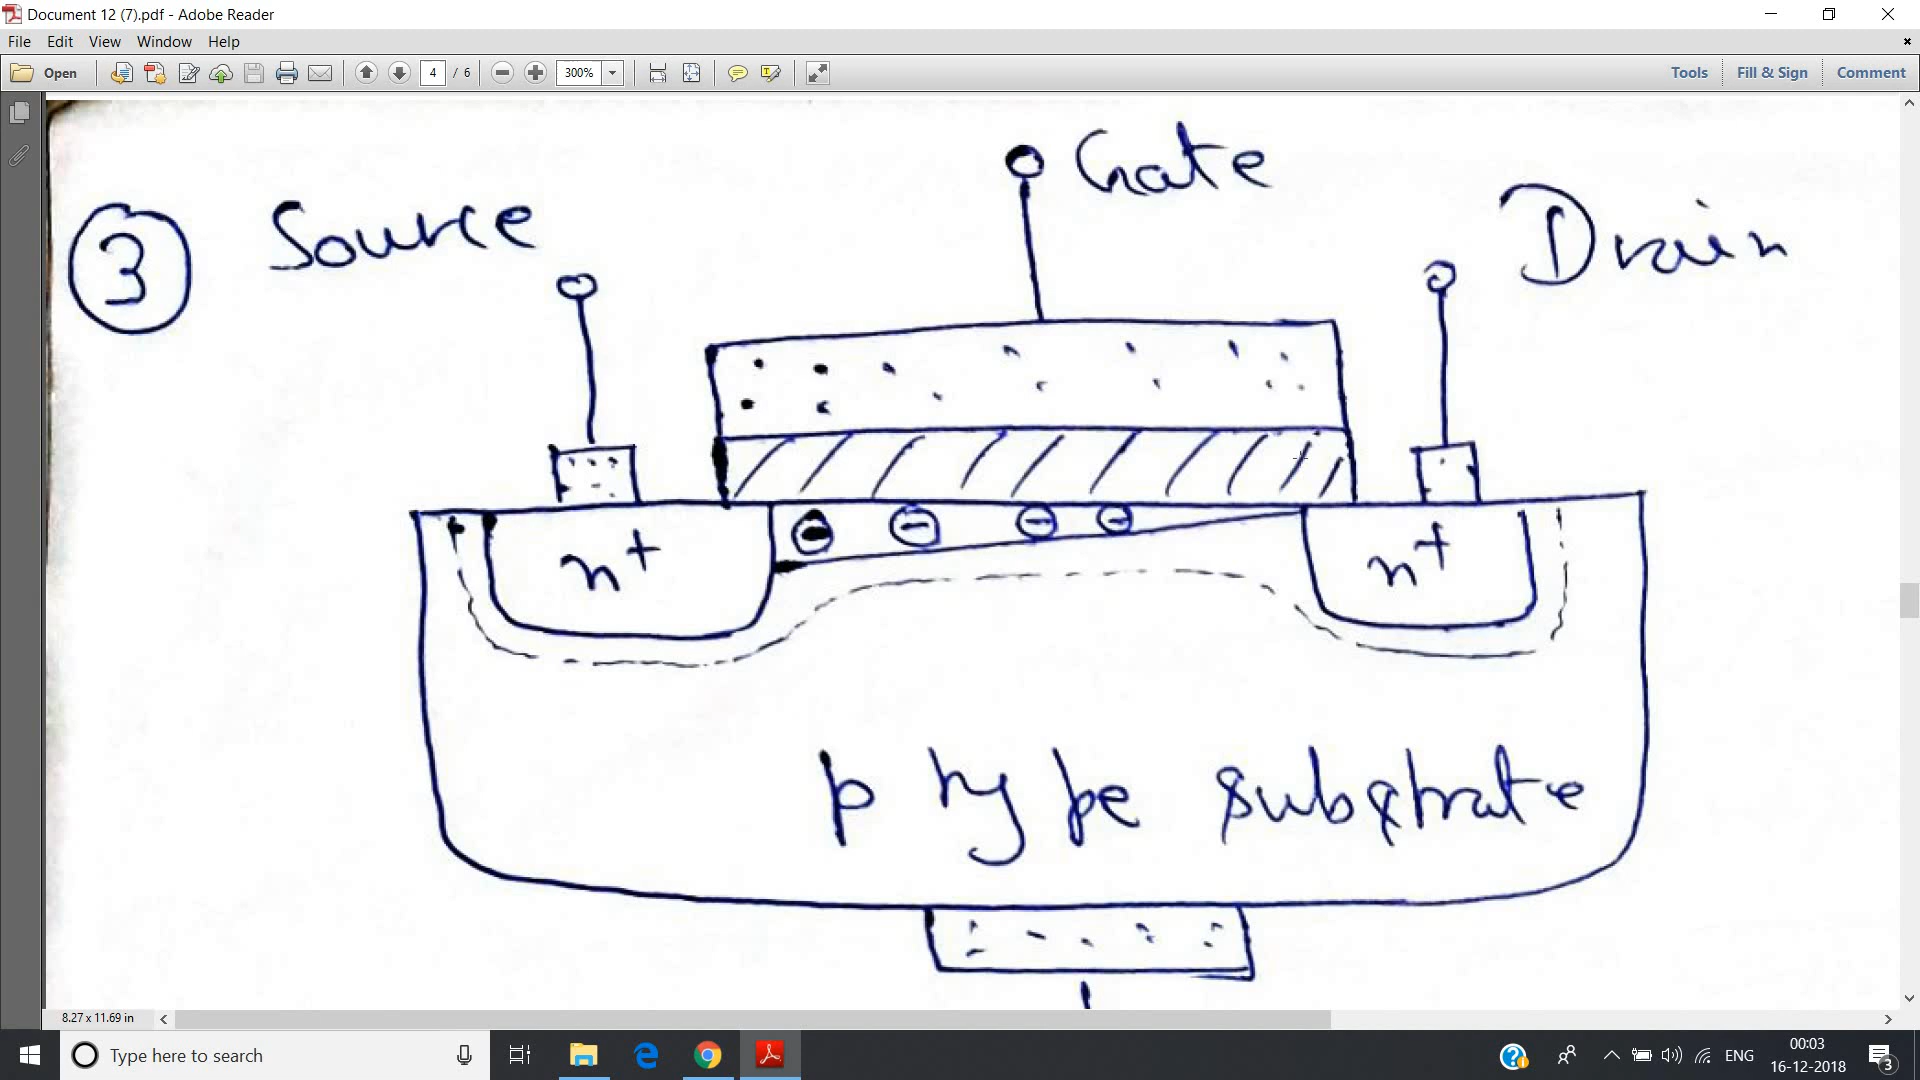 Document 12 (7).pdf - Adobe Reader
File Edit View Window Help
Open 4 / 6 300% Tools Fill & Sign Comment
Gate
3 Source Drain
n+ n+
p type substrate
8.27 x 11.69 in
Type here to search
ENG 00:03
16-12-2018
3